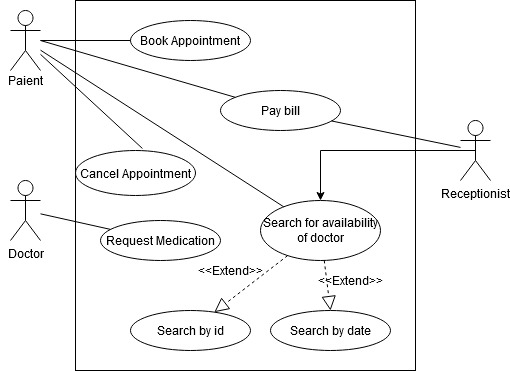 Book Appointment
Paient
Pay bill
Cancel Appointment
Receptionist
Search for availability
of doctor
Request Medication
Doctor
<<Extend>>
<<Extend>>
Search by id
Search by date